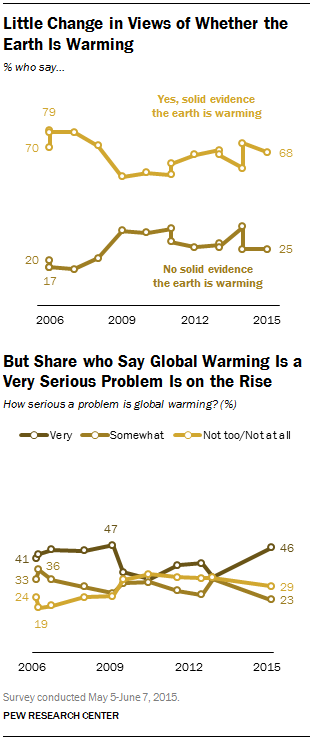 Little Change in Views of Whether the
Earth Is Warming
% who say...
79
70
Yes, solid evidence
the earth is warming
68
20
17
No solid evidence
the earth is warming
25
2006
2009
2012
2015
But Share who Say Global Warming Is a
Very Serious Problem Is on the Rise
How serious a problem is global warming? (%)
Very
Somewhat
Not too/Not at all
47
41
36
33
24
19
46
29
23
2006
2009
2012
2015
Survey conducted May 5-June 7, 2015.
PEW RESEARCH CENTER